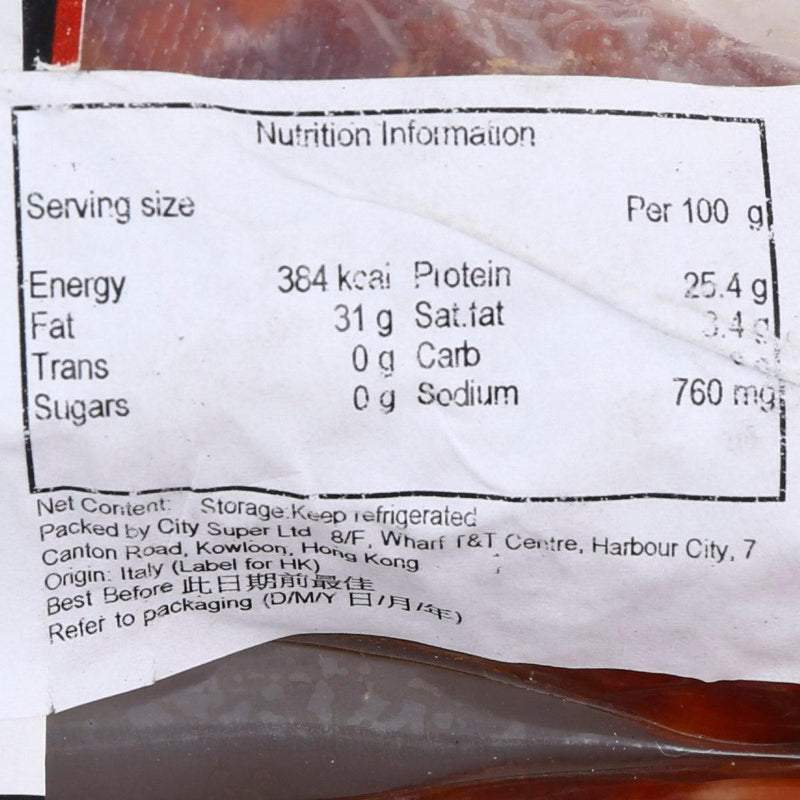 Nutrition Information
Serving size Per 100 g
Energy 384 kcal Protein 25.4 g
Fat 31 g Sat.fat
Trans 0 g Carb
Sugars 0 g Sodium 760 mg
Net Content: Storage:Keep refrigerated
Packed by City Super Ltd 8/F, Wharf T&T Centre, Harbour City, 7
Canton Road, Kowloon, Hong Kong
Origin: Italy (Label for HK)
Best Before 此日期前最佳
Refer to packaging (D/M/Y 日/月/年)